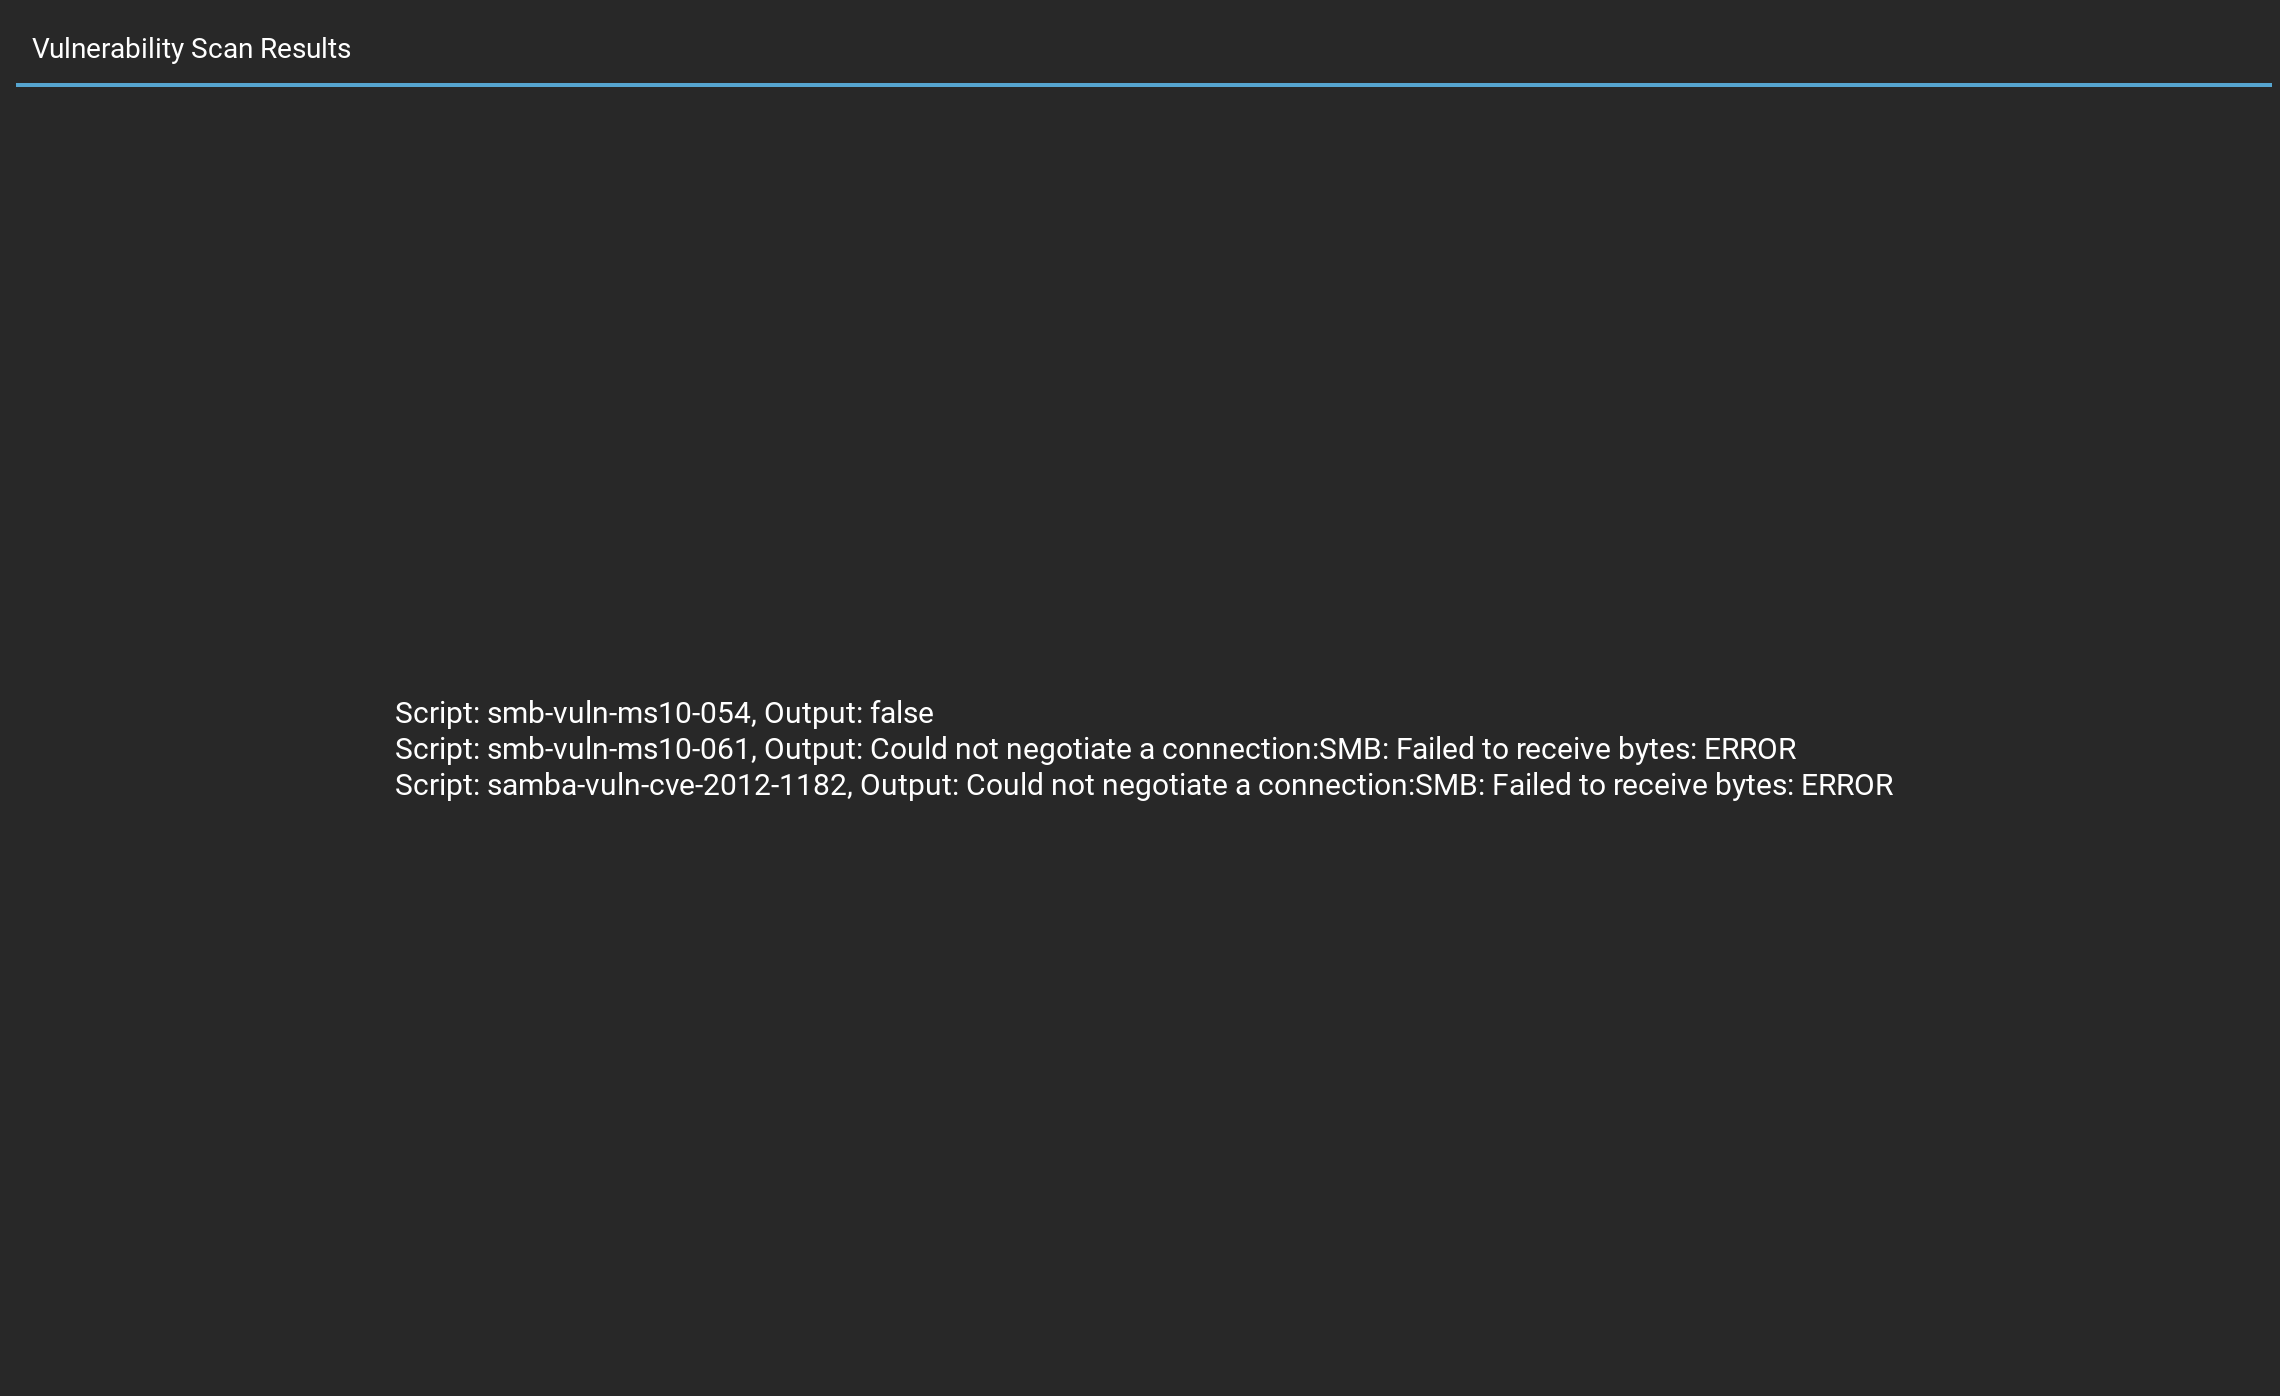 Vulnerability Scan Results
Script: smb-vuln-ms10-054, Output: false
Script: smb-vuln-ms10-061, Output: Could not negotiate a connection:SMB: Failed to receive bytes: ERROR
Script: samba-vuln-cve-2012-1182, Output: Could not negotiate a connection:SMB: Failed to receive bytes: ERROR